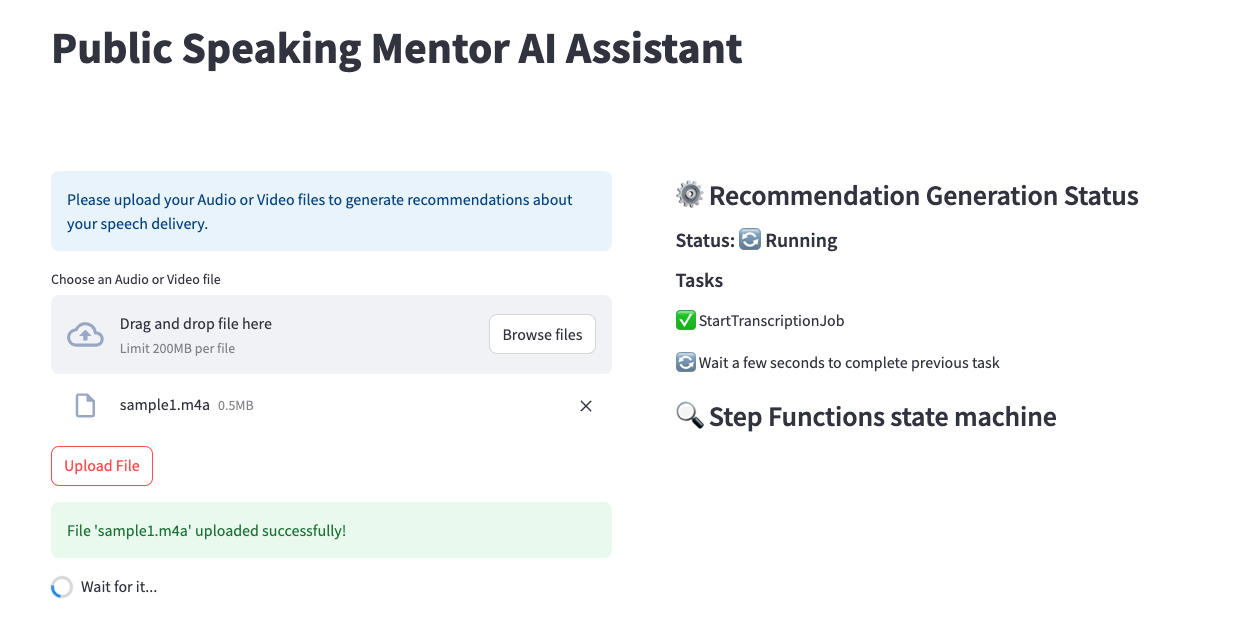 Public Speaking Mentor AI Assistant
Please upload your Audio or Video files to generate recommendations about
your speech delivery.
Choose an Audio or Video file
Drag and drop file here
Limit 200MB per file
Browse files
sample1.m4a 0.5MB
Upload File
File 'sample1.m4a' uploaded successfully!
Wait for it...
Recommendation Generation Status
Status: Running
Tasks
StartTranscriptionJob
Wait a few seconds to complete previous task
Step Functions state machine